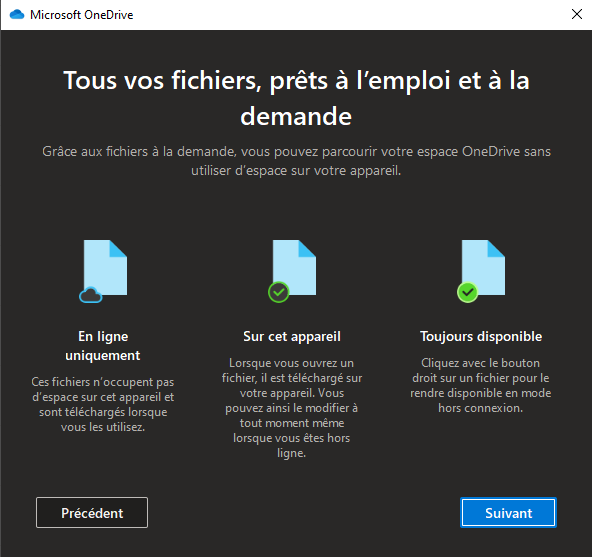 Microsoft OneDrive
Tous vos fichiers, prêts à l’emploi et à la
demande
Grâce aux fichiers à la demande, vous pouvez parcourir votre espace OneDrive sans
utiliser d’espace sur votre appareil.
En ligne
uniquement
Ces fichiers n’occupent pas
d’espace sur cet appareil et
sont téléchargés lorsque
vous les utilisez.
Sur cet appareil
Lorsque vous ouvrez un
fichier, il est téléchargé sur
votre appareil. Vous
pouvez ainsi le modifier à
tout moment même
lorsque vous êtes hors
ligne.
Toujours disponible
Cliquez avec le bouton
droit sur un fichier pour le
rendre disponible en mode
hors connexion.
Précédent
Suivant